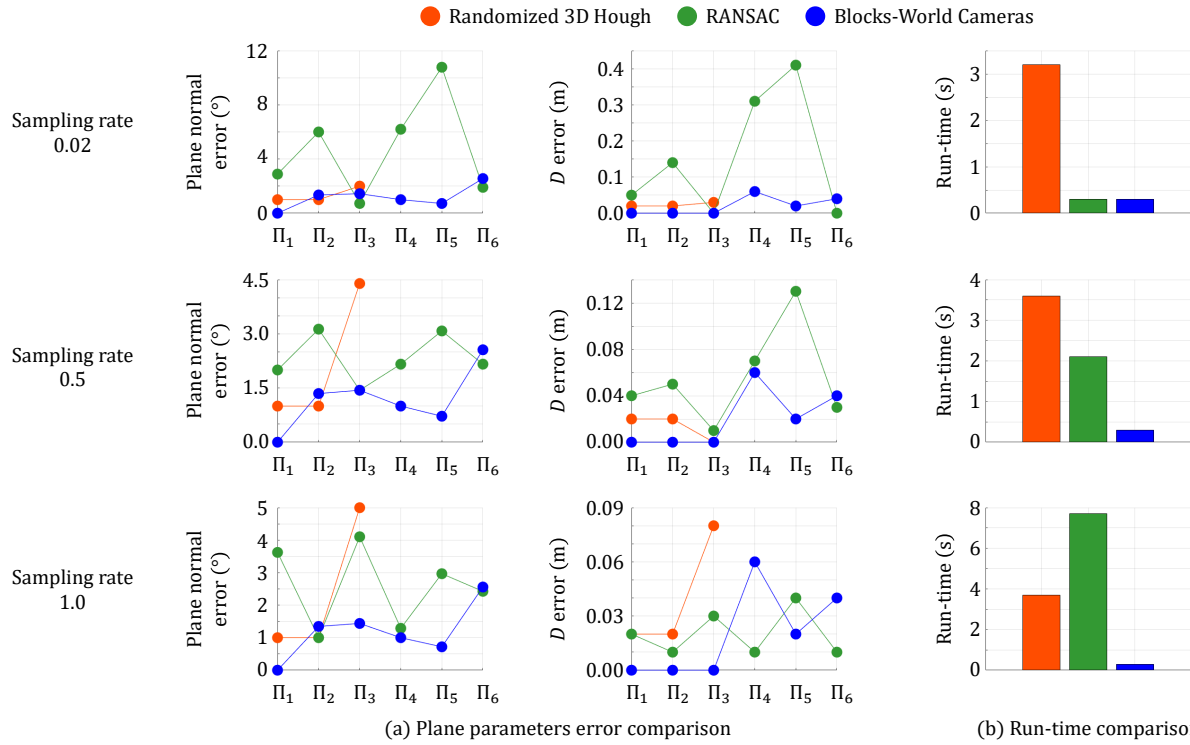 Randomized 3D Hough RANSAC Blocks-World Cameras
Sampling rate
0.02
Plane normal
error (°)
12
8
4
0
Π1 Π2 Π3 Π4 Π5 Π6
D error (m)
0.4
0.3
0.2
0.1
0.0
Π1 Π2 Π3 Π4 Π5 Π6
Run-time (s)
3
2
1
0
Sampling rate
0.5
Plane normal
error (°)
4.5
3.0
1.5
0.0
Π1 Π2 Π3 Π4 Π5 Π6
D error (m)
0.12
0.08
0.04
0.00
Π1 Π2 Π3 Π4 Π5 Π6
Run-time (s)
4
3
2
1
0
Sampling rate
1.0
Plane normal
error (°)
5
4
3
2
1
0
Π1 Π2 Π3 Π4 Π5 Π6
D error (m)
0.09
0.06
0.03
0.00
Π1 Π2 Π3 Π4 Π5 Π6
Run-time (s)
8
6
4
2
0
(a) Plane parameters error comparison (b) Run-time compariso